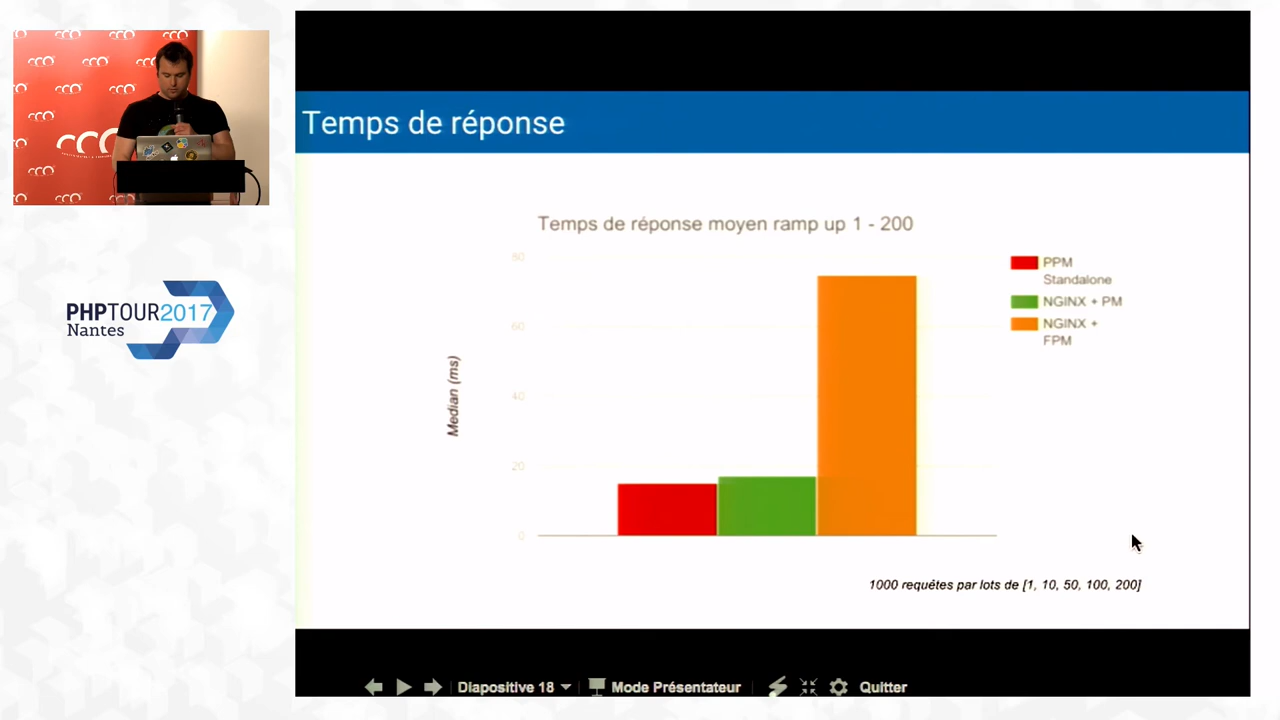 Temps de réponse
Temps de réponse moyen ramp up 1 - 200
80
60
40
20
0
Median (ms)
PPM
Standalone
NGINX + PM
NGINX +
FPM
1000 requêtes par lots de [1, 10, 50, 100, 200]
PHPTOUR2017
Nantes
Diapositive 18
Mode Présentateur
Quitter